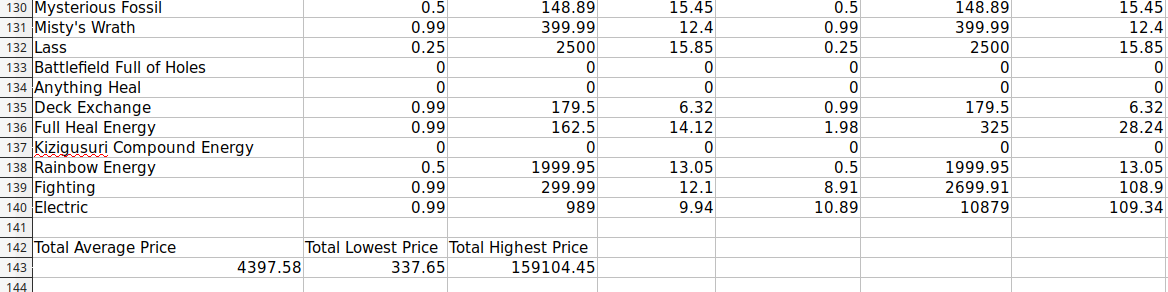 130 Mysterious Fossil 0.5 148.89 15.45 0.5 148.89 15.45
131 Misty's Wrath 0.99 399.99 12.4 0.99 399.99 12.4
132 Lass 0.25 2500 15.85 0.25 2500 15.85
133 Battlefield Full of Holes 0 0 0 0 0 0
134 Anything Heal 0 0 0 0 0 0
135 Deck Exchange 0.99 179.5 6.32 0.99 179.5 6.32
136 Full Heal Energy 0.99 162.5 14.12 1.98 325 28.24
137 Kizigusuri Compound Energy 0 0 0 0 0 0
138 Rainbow Energy 0.5 1999.95 13.05 0.5 1999.95 13.05
139 Fighting 0.99 299.99 12.1 8.91 2699.91 108.9
140 Electric 0.99 989 9.94 10.89 10879 109.34
141
142 Total Average Price Total Lowest Price Total Highest Price
143 4397.58 337.65 159104.45
144